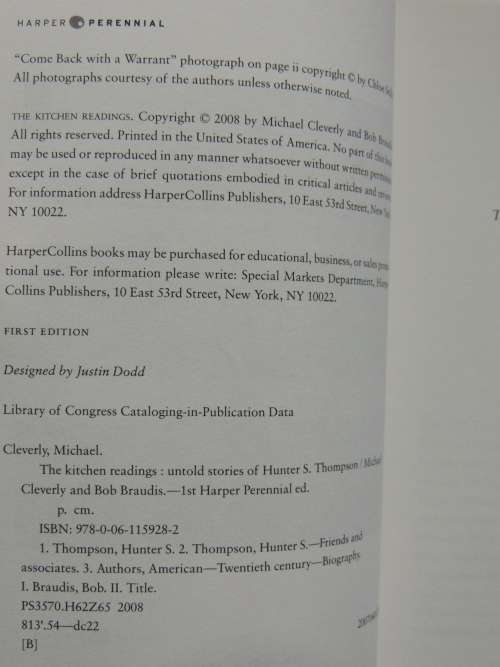 HARPER PERENNIAL
“Come Back with a Warrant” photograph on page ii copyright © by Chloe
All photographs courtesy of the authors unless otherwise noted.
THE KITCHEN READINGS. Copyright © 2008 by Michael Cleverly and Bob
All rights reserved. Printed in the United States of America. No part of this
may be used or reproduced in any manner whatsoever without written
except in the case of brief quotations embodied in critical articles and
For information address HarperCollins Publishers, 10 East 53rd Street, New
NY 10022.
HarperCollins books may be purchased for educational, business, or sales
tional use. For information please write: Special Markets Department,
Collins Publishers, 10 East 53rd Street, New York, NY 10022.
FIRST EDITION
Designed by Justin Dodd
Library of Congress Cataloging-in-Publication Data
Cleverly, Michael.
The kitchen readings : untold stories of Hunter S. Thompson / Michael
Cleverly and Bob Braudis.—1st Harper Perennial ed.
p. cm.
ISBN: 978-0-06-115928-2
1. Thompson, Hunter S. 2. Thompson, Hunter S.—Friends and
associates. 3. Authors, American—Twentieth century—Biography.
I. Braudis, Bob. II. Title.
PS3570.H62Z65 2008
813'.54—dc22
[B]
T